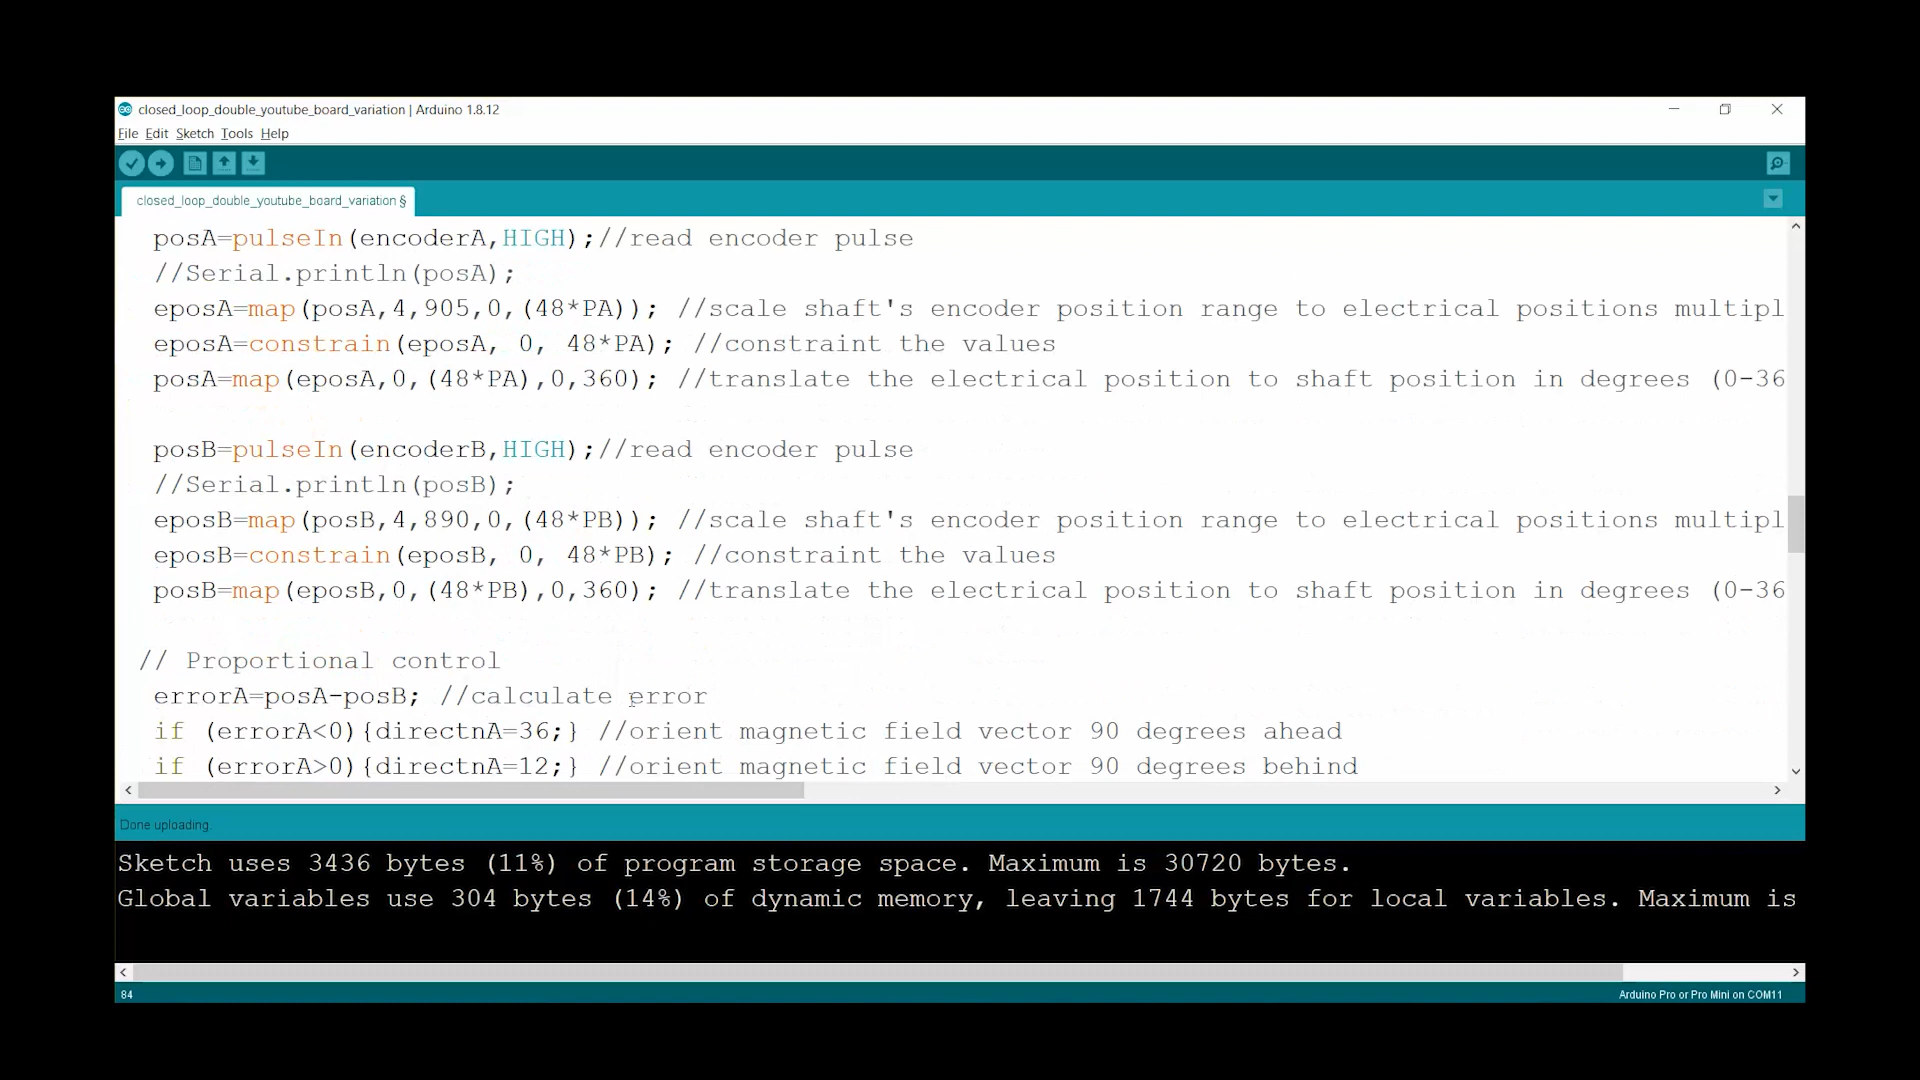 closed_loop_double_youtube_board_variation | Arduino 1.8.12
File Edit Sketch Tools Help
closed_loop_double_youtube_board_variation §
posA=pulseIn(encoderA,HIGH);//read encoder pulse
//Serial.println(posA);
eposA=map(posA,4,905,0,(48*PA)); //scale shaft's encoder position range to electrical positions multipl
eposA=constrain(eposA, 0, 48*PA); //constraint the values
posA=map(eposA,0,(48*PA),0,360); //translate the electrical position to shaft position in degrees (0-36
posB=pulseIn(encoderB,HIGH);//read encoder pulse
//Serial.println(posB);
eposB=map(posB,4,890,0,(48*PB)); //scale shaft's encoder position range to electrical positions multipl
eposB=constrain(eposB, 0, 48*PB); //constraint the values
posB=map(eposB,0,(48*PB),0,360); //translate the electrical position to shaft position in degrees (0-36
// Proportional control
errorA=posA-posB; //calculate error
if (errorA<0){directnA=36;} //orient magnetic field vector 90 degrees ahead
if (errorA>0){directnA=12;} //orient magnetic field vector 90 degrees behind
Done uploading.
Sketch uses 3436 bytes (11%) of program storage space. Maximum is 30720 bytes.
Global variables use 304 bytes (14%) of dynamic memory, leaving 1744 bytes for local variables. Maximum is
84
Arduino Pro or Pro Mini on COM11